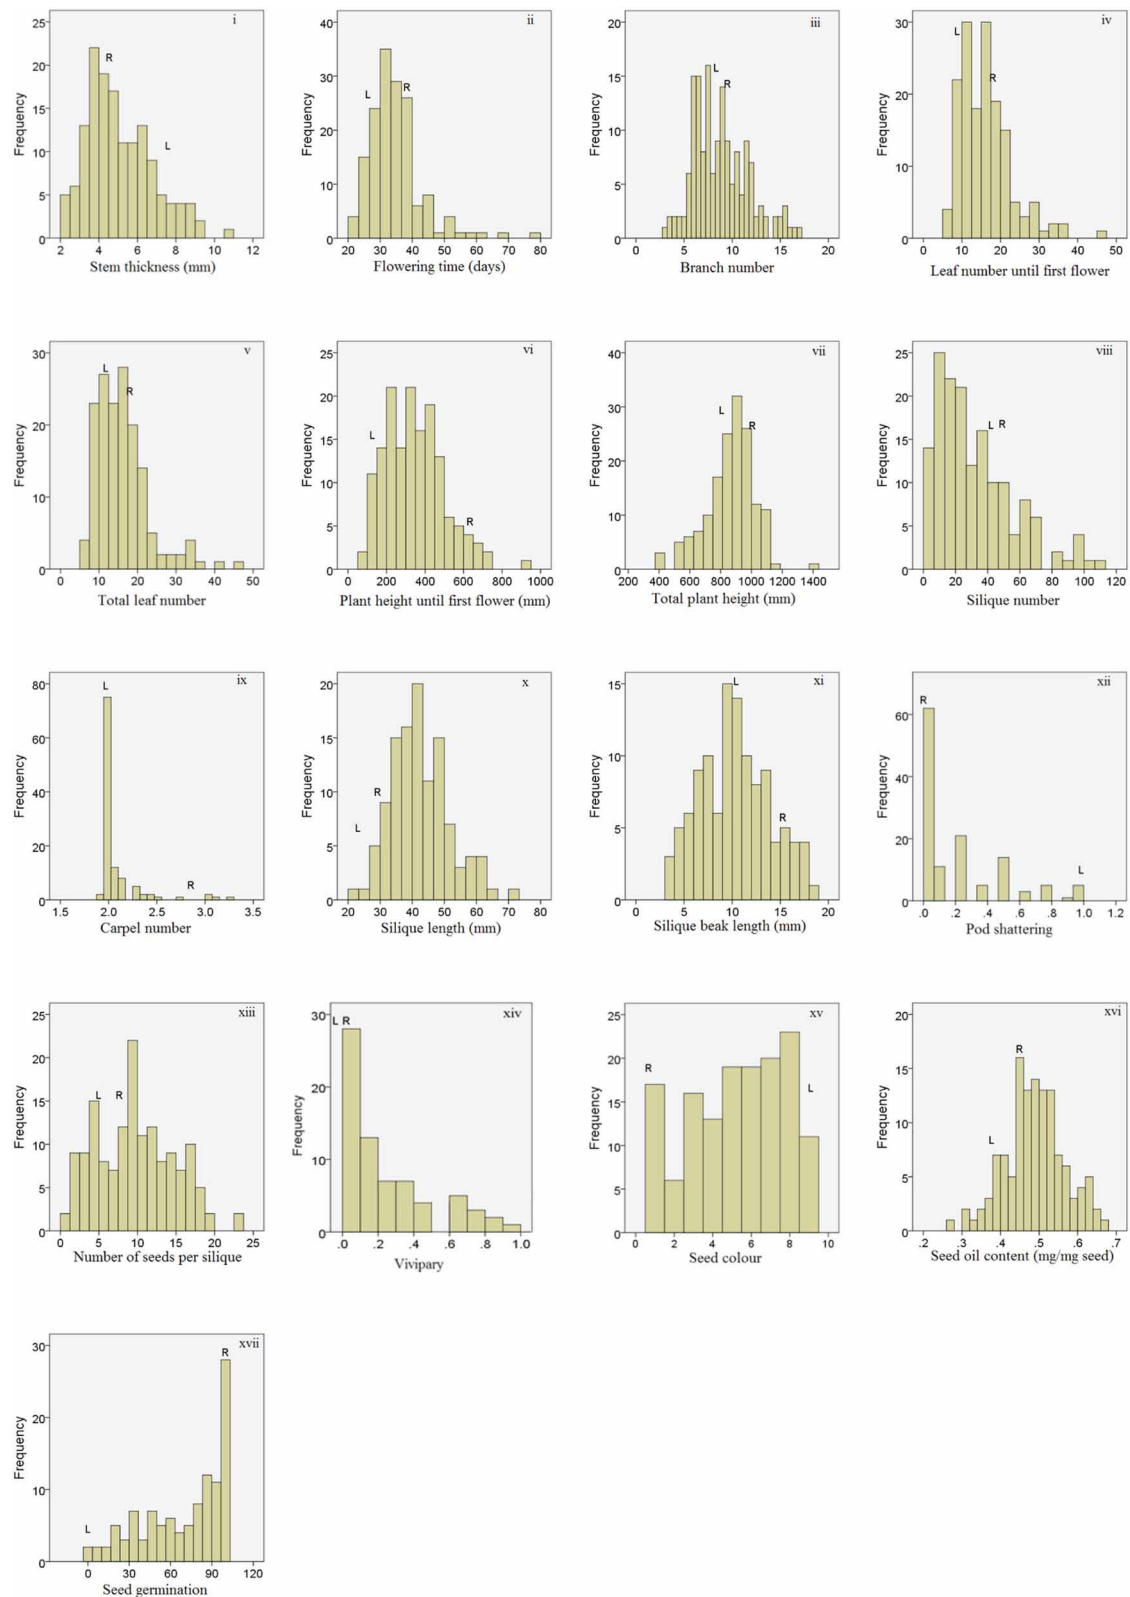 i
25
20
15
10
5
0
Frequency
R
L
2 4 6 8 10 12
Stem thickness (mm)
ii
40
30
20
10
0
Frequency
L
R
20 30 40 50 60 70 80
Flowering time (days)
iii
20
15
10
5
0
Frequency
L
R
0 5 10 15 20
Branch number
iv
30
20
10
0
Frequency
L
R
0 10 20 30 40 50
Leaf number until first flower
v
30
20
10
0
Frequency
L
R
0 10 20 30 40 50
Total leaf number
vi
25
20
15
10
5
0
Frequency
L
R
0 200 400 600 800 1000
Plant height until first flower (mm)
vii
40
30
20
10
0
Frequency
L
R
200 400 600 800 1000 1200 1400
Total plant height (mm)
viii
25
20
15
10
5
0
Frequency
L R
0 20 40 60 80 100 120
Silique number
ix
80
60
40
20
0
Frequency
L
R
1.5 2.0 2.5 3.0 3.5
Carpel number
x
20
15
10
5
0
Frequency
R
L
20 30 40 50 60 70 80
Silique length (mm)
xi
15
10
5
0
Frequency
L
R
0 5 10 15 20
Silique beak length (mm)
xii
60
40
20
0
Frequency
R
L
.0 .2 .4 .6 .8 1.0 1.2
Pod shattering
xiii
25
20
15
10
5
0
Frequency
L R
0 5 10 15 20 25
Number of seeds per silique
xiv
30
20
10
0
Frequency
L R
.0 .2 .4 .6 .8 1.0
Vivipary
xv
25
20
15
10
5
0
Frequency
R
L
0 2 4 6 8 10
Seed colour
xvi
20
15
10
5
0
Frequency
R
L
.2 .3 .4 .5 .6 .7
Seed oil content (mg/mg seed)
xvii
30
20
10
0
Frequency
R
L
0 30 60 90 120
Seed germination